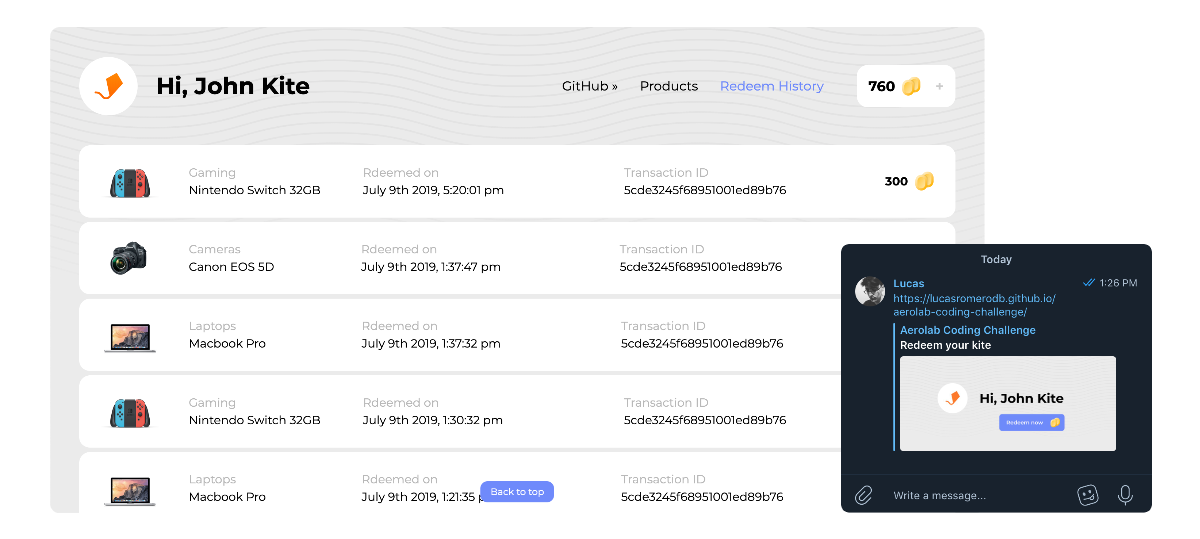 Hi, John Kite
GitHub » Products Redeem History
760 +
Gaming Rdeemed on Transaction ID
Nintendo Switch 32GB July 9th 2019, 5:20:01 pm 5cde3245f68951001ed89b76
300
Cameras Rdeemed on Transaction ID
Canon EOS 5D July 9th 2019, 1:37:47 pm 5cde3245f68951001ed89b76
Laptops Rdeemed on Transaction ID
Macbook Pro July 9th 2019, 1:37:32 pm 5cde3245f68951001ed89b76
Gaming Rdeemed on Transaction ID
Nintendo Switch 32GB July 9th 2019, 1:30:32 pm 5cde3245f68951001ed89b76
Laptops Rdeemed on Transaction ID
Macbook Pro July 9th 2019, 1:21:35 5cde3245f68951001ed89b76
Back to top
Today
Lucas 1:26 PM
https://lucasromerodb.github.io/
aerolab-coding-challenge/
Aerolab Coding Challenge
Redeem your kite
Hi, John Kite
Redeem now
Write a message...